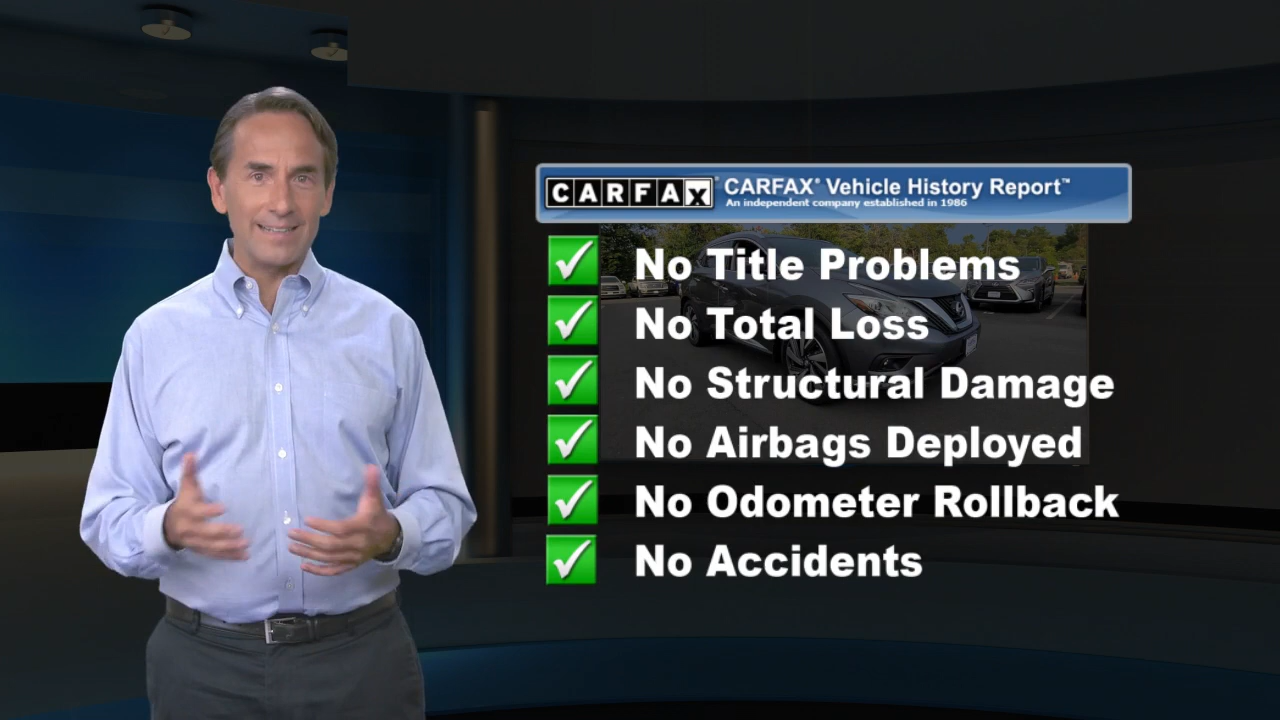 CARFAX® CARFAX® Vehicle History Report™
An independent company established in 1986
No Title Problems
No Total Loss
No Structural Damage
No Airbags Deployed
No Odometer Rollback
No Accidents